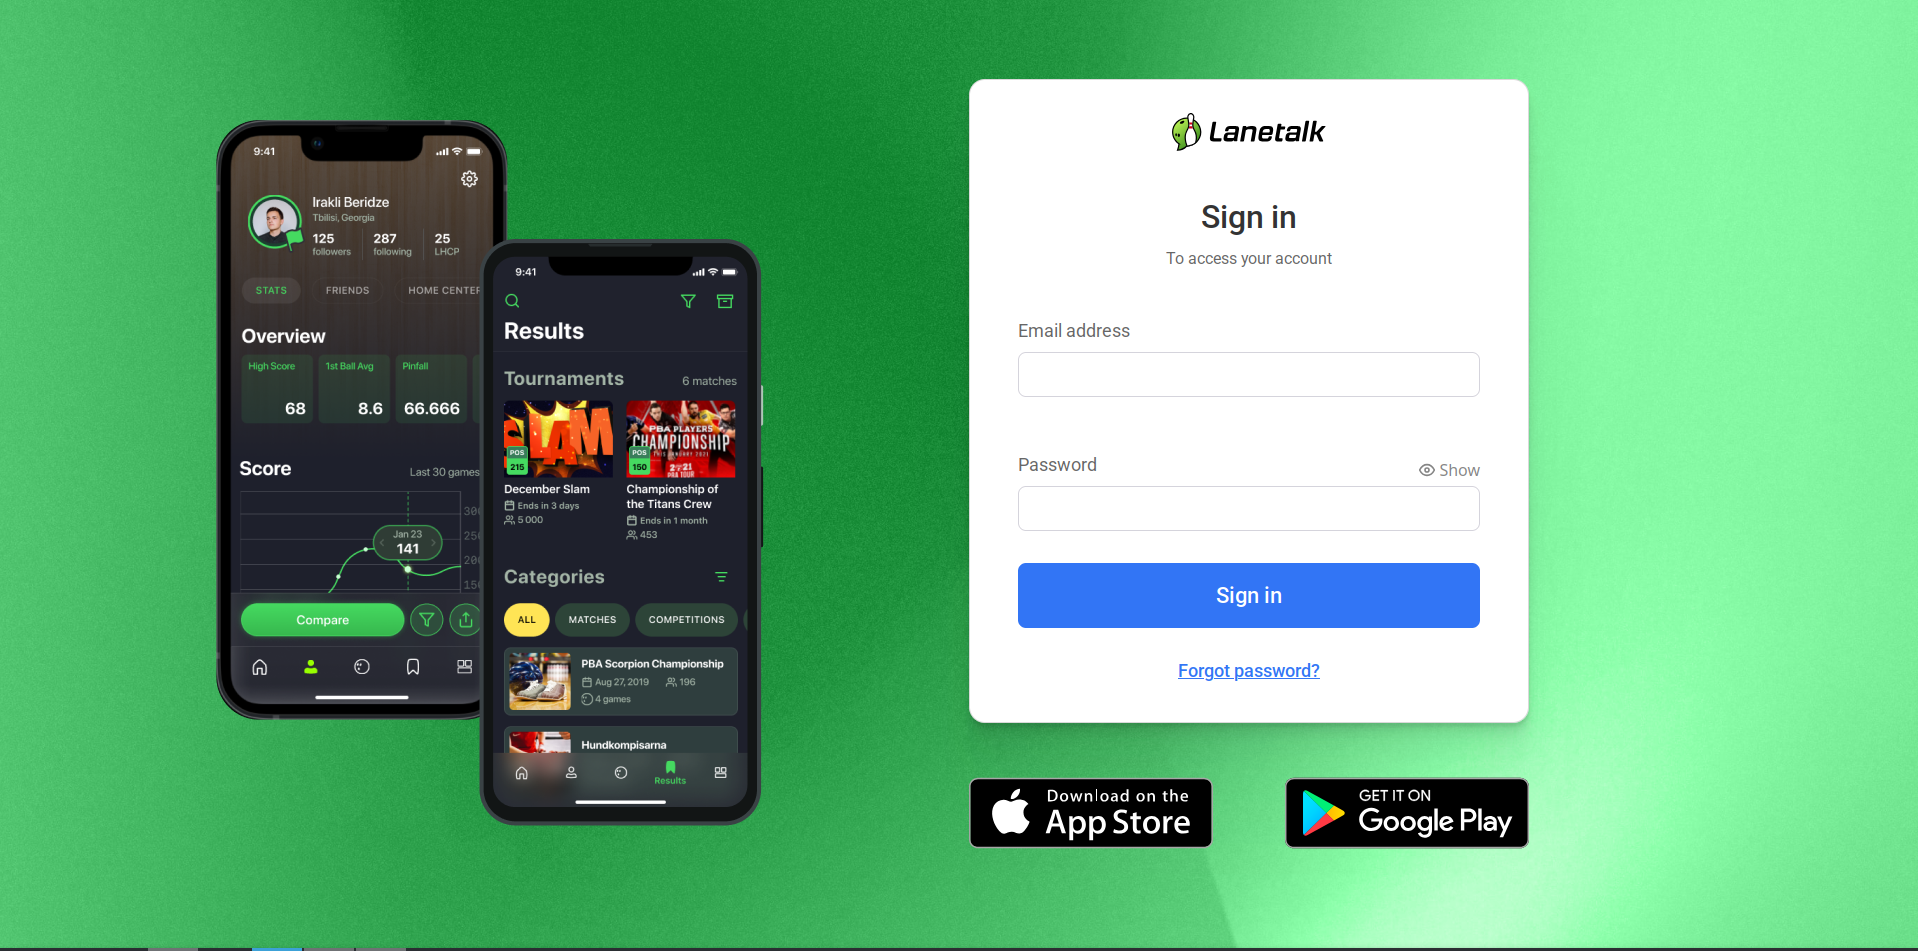 9:41
Irakli Beridze
Tbilisi, Georgia
125 287 25
followers following LHCP
STATS FRIENDS HOME CENTER
Overview
High Score 1st Ball Avg Pinfall
68 8.6 66.666
Score Last 30 games
300
250
Jan 23
141
200
150
Compare
9:41
Results
Tournaments 6 matches
SLAM
POS
215
PBA PLAYERS
CHAMPIONSHIP
THIS JANUARY 2021
POS
150
2021
PBA TOUR
December Slam
Ends in 3 days
5 000
Championship of
the Titans Crew
Ends in 1 month
453
Categories
ALL MATCHES COMPETITIONS
PBA Scorpion Championship
Aug 27, 2019 196
4 games
Hundkompisarna
Results
Lanetalk
Sign in
To access your account
Email address
Password Show
Sign in
Forgot password?
Download on the
App Store
GET IT ON
Google Play